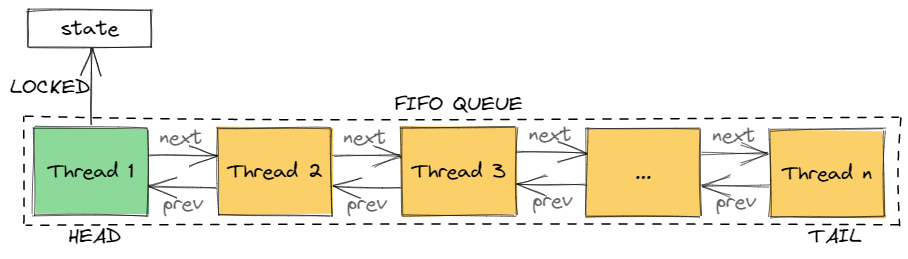 state
LOCKED
FIFO QUEUE
next
next
next
next
Thread 1
Thread 2
Thread 3
...
Thread n
prev
prev
prev
prev
HEAD
TAIL